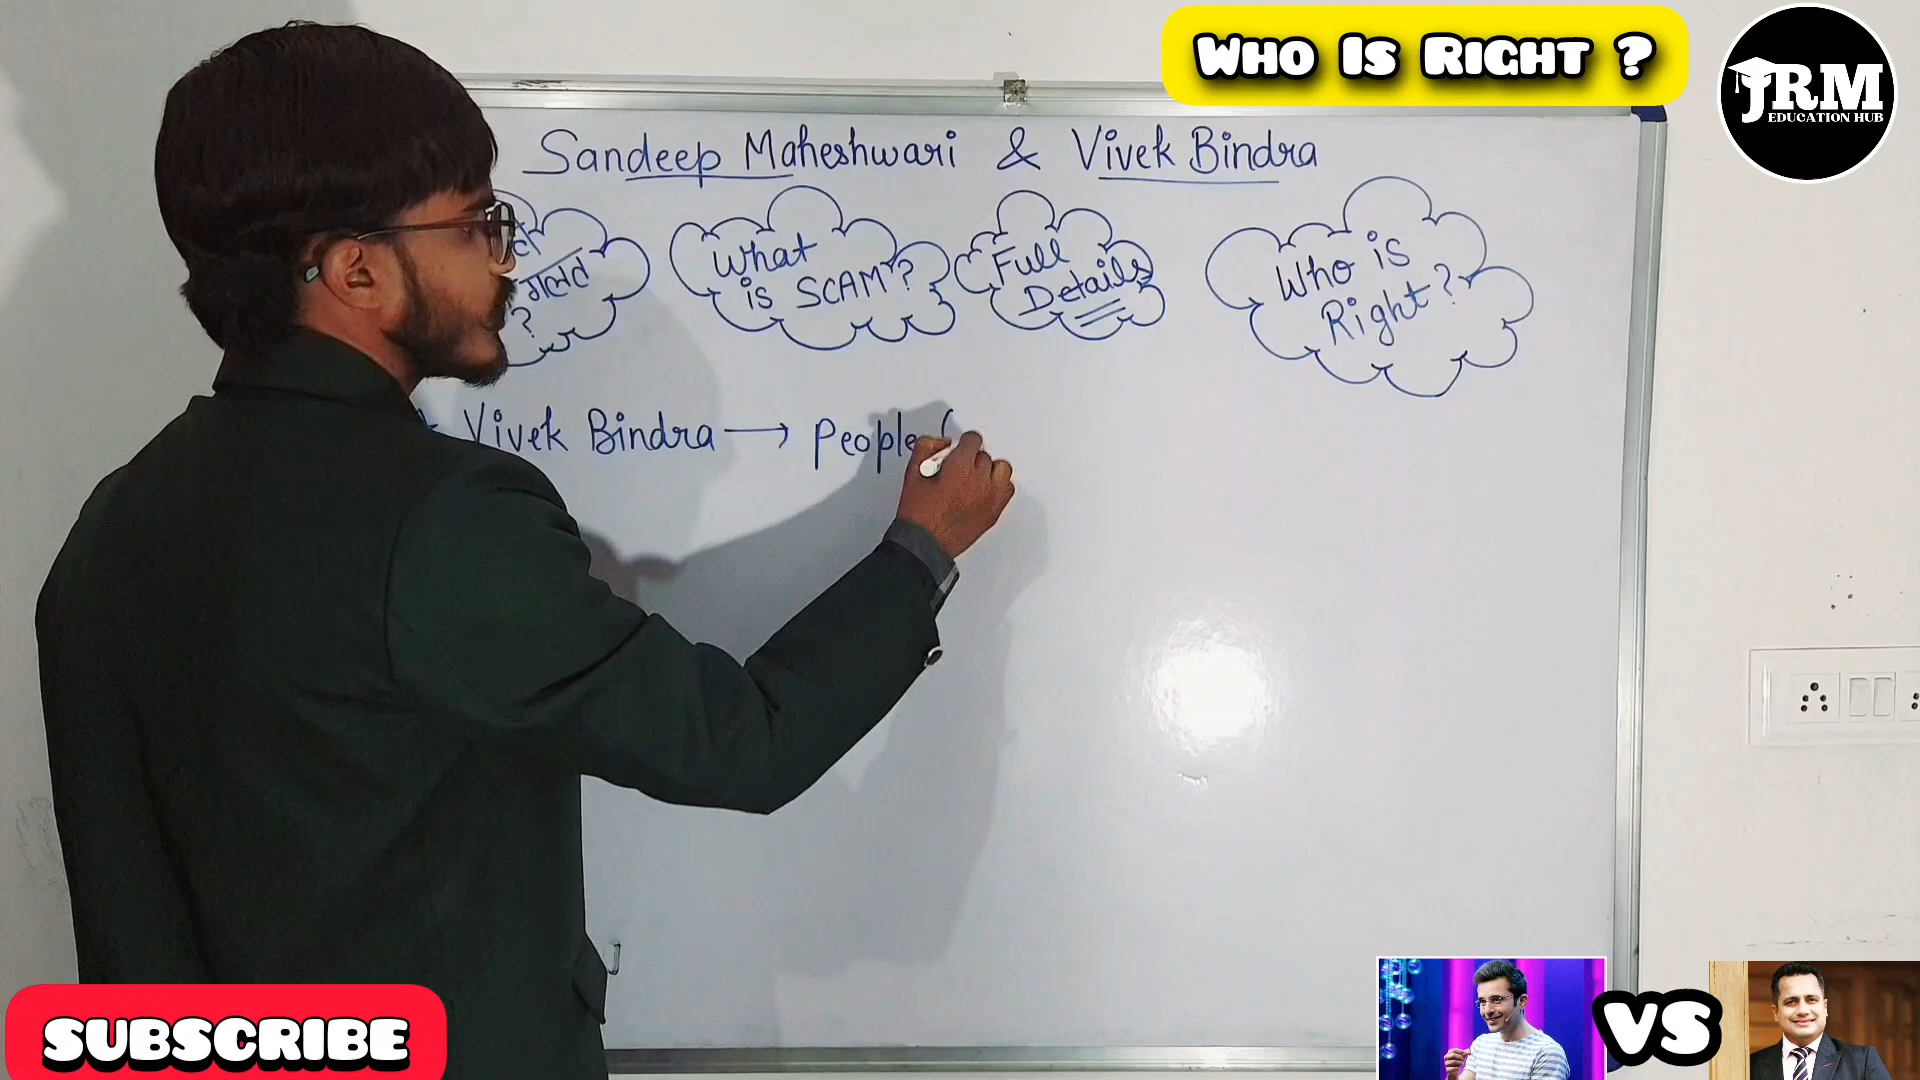 Who Is Right ?
JRM
EDUCATION HUB
Sandeep Maheshwari & Vivek Bindra
गलत
?
What
is SCAM?
Full
Details
Who is
Right?
Vivek Bindra → People (
SUBSCRIBE
VS